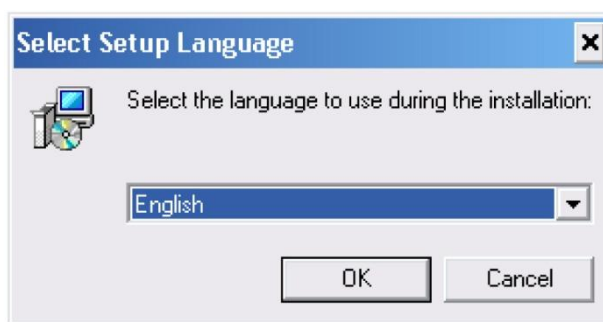 Select Setup Language
Select the language to use during the installation:
English
OK
Cancel